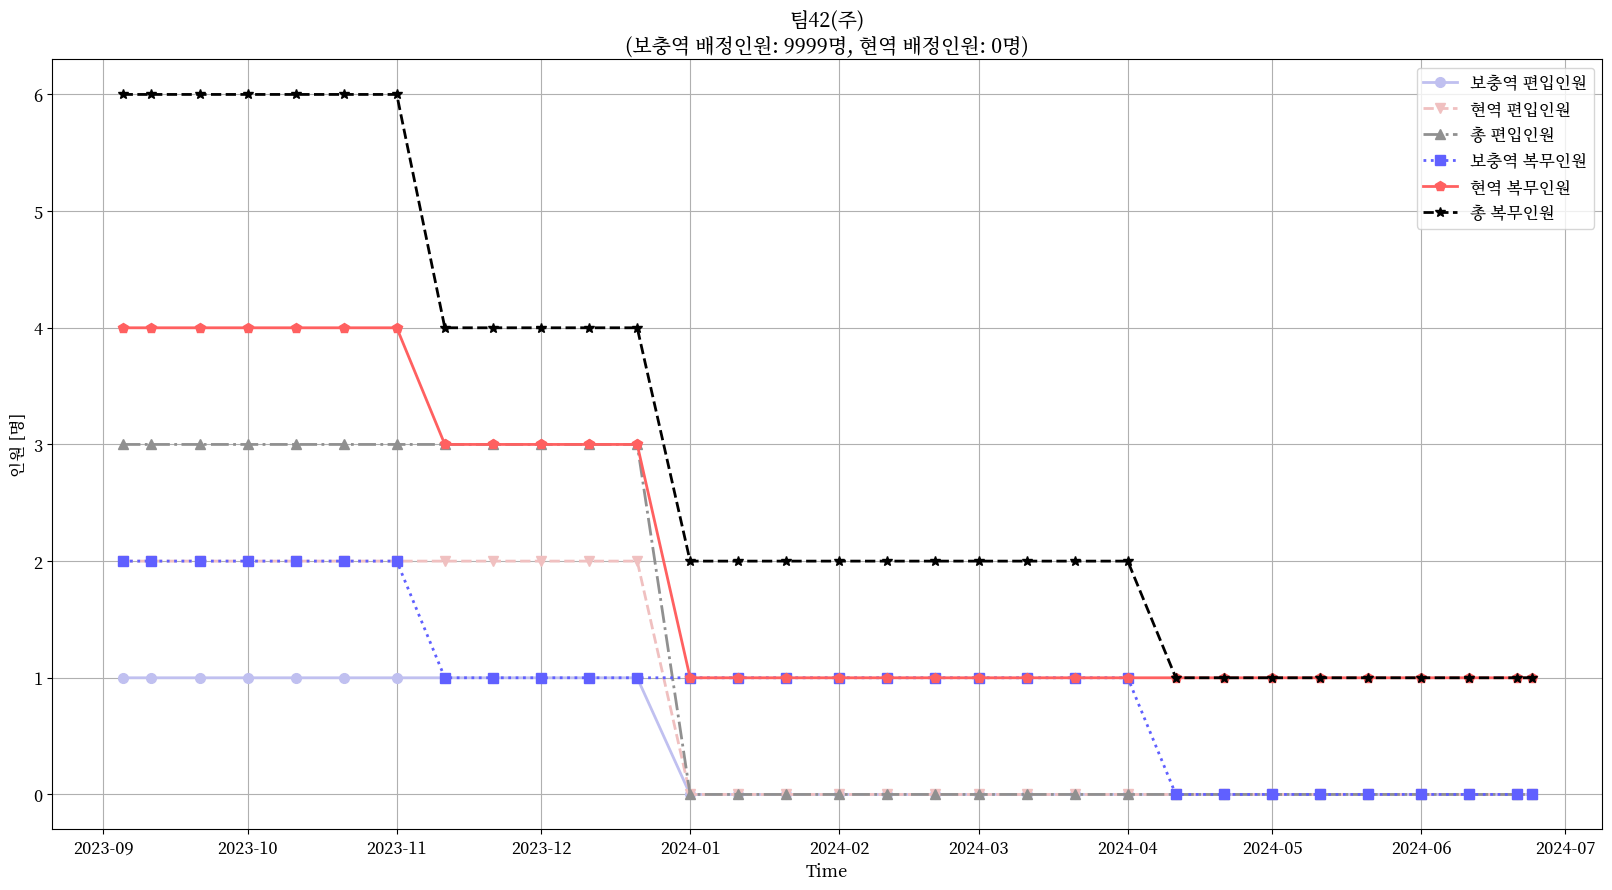 팀42(주)
(보충역 배정인원: 9999명, 현역 배정인원: 0명)
보충역 편입인원
현역 편입인원
총 편입인원
보충역 복무인원
현역 복무인원
총 복무인원
인원 [명]
6
5
4
3
2
1
0
2023-09 2023-10 2023-11 2023-12 2024-01 2024-02 2024-03 2024-04 2024-05 2024-06 2024-07
Time